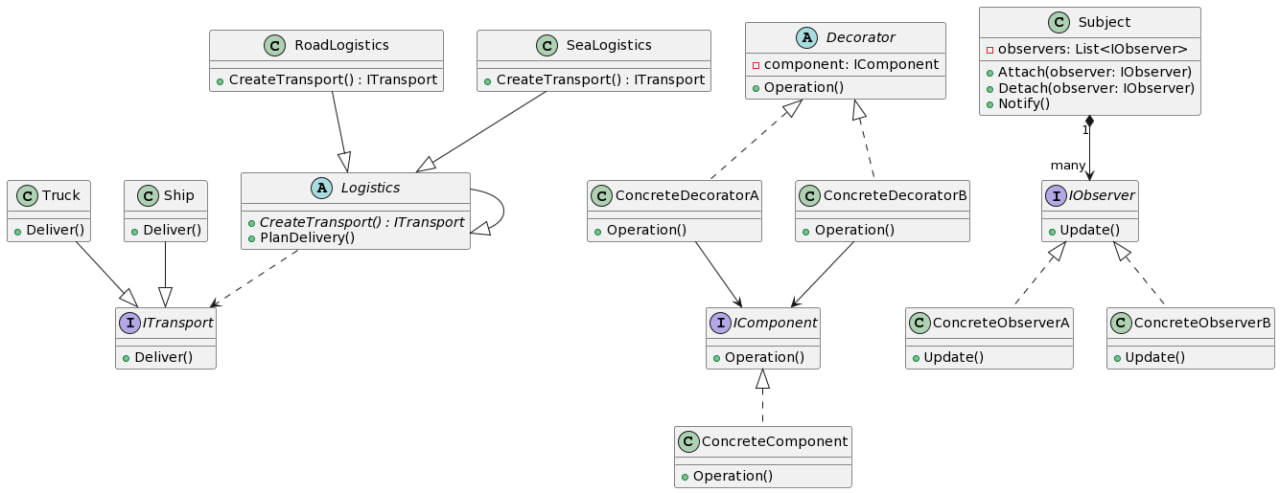 C RoadLogistics
CreateTransport() : ITransport
C SeaLogistics
CreateTransport() : ITransport
A Decorator
component: IComponent
Operation()
C Subject
observers: List<IObserver>
Attach(observer: IObserver)
Detach(observer: IObserver)
Notify()
1
many
C Truck
Deliver()
C Ship
Deliver()
A Logistics
CreateTransport() : ITransport
PlanDelivery()
C ConcreteDecoratorA
Operation()
C ConcreteDecoratorB
Operation()
I IObserver
Update()
I ITransport
Deliver()
I IComponent
Operation()
C ConcreteObserverA
Update()
C ConcreteObserverB
Update()
C ConcreteComponent
Operation()